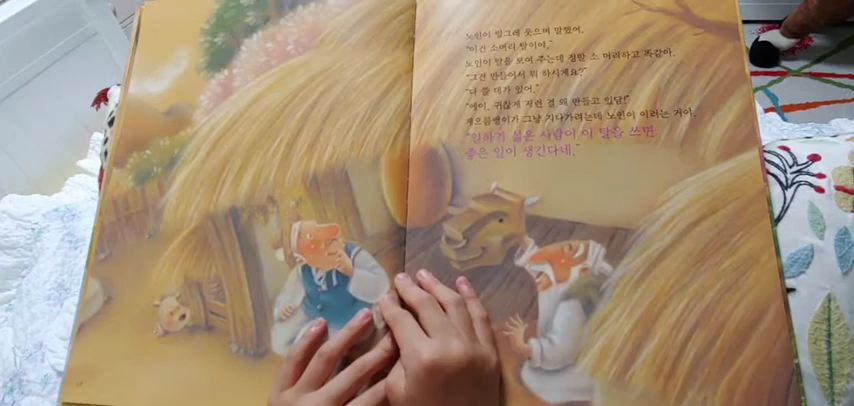 노인이 빙그레 웃으며 말했어.
"이건 소머리 탈이야."
노인이 탈을 보여 주는데 정말 소 머리하고 똑같아.
"그건 만들어서 뭐 하시게요?"
"다 쓸 데가 있어."
"에이, 귀찮게 저런 걸 왜 만들고 있담!"
게으름뱅이가 그냥 지나가려는데 노인이 이러는 거야.
"일하기 싫은 사람이 이 탈을 쓰면
좋은 일이 생긴다네."